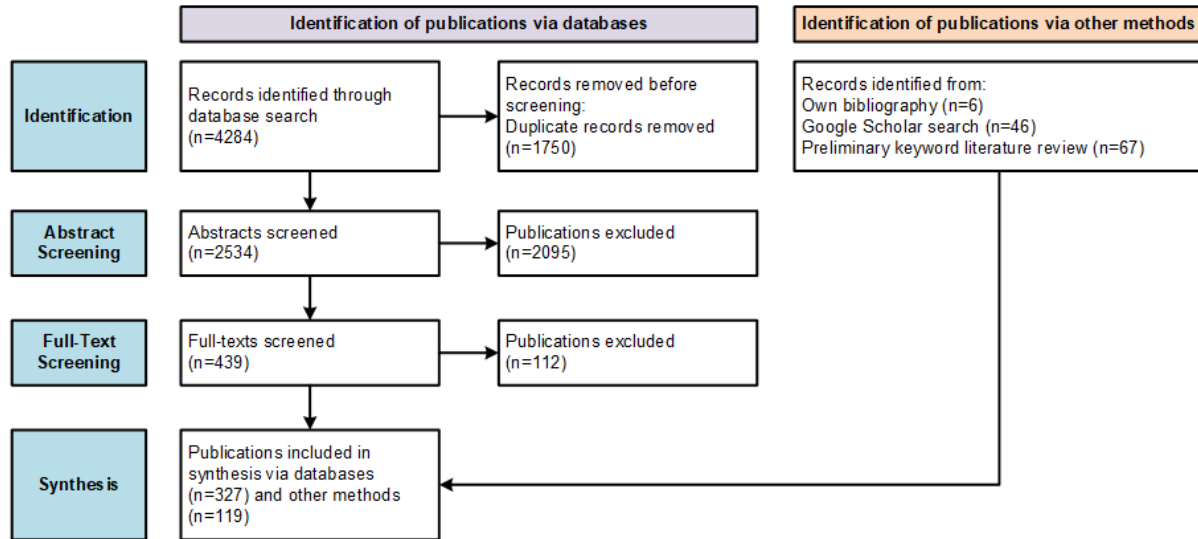 Identification of publications via databases
Identification of publications via other methods
Identification
Records identified through
database search
(n=4284)
Records removed before
screening:
Duplicate records removed
(n=1750)
Records identified from:
Own bibliography (n=6)
Google Scholar search (n=46)
Preliminary keyword literature review (n=67)
Abstract
Screening
Abstracts screened
(n=2534)
Publications excluded
(n=2095)
Full-Text
Screening
Full-texts screened
(n=439)
Publications excluded
(n=112)
Synthesis
Publications included in
synthesis via databases
(n=327) and other methods
(n=119)